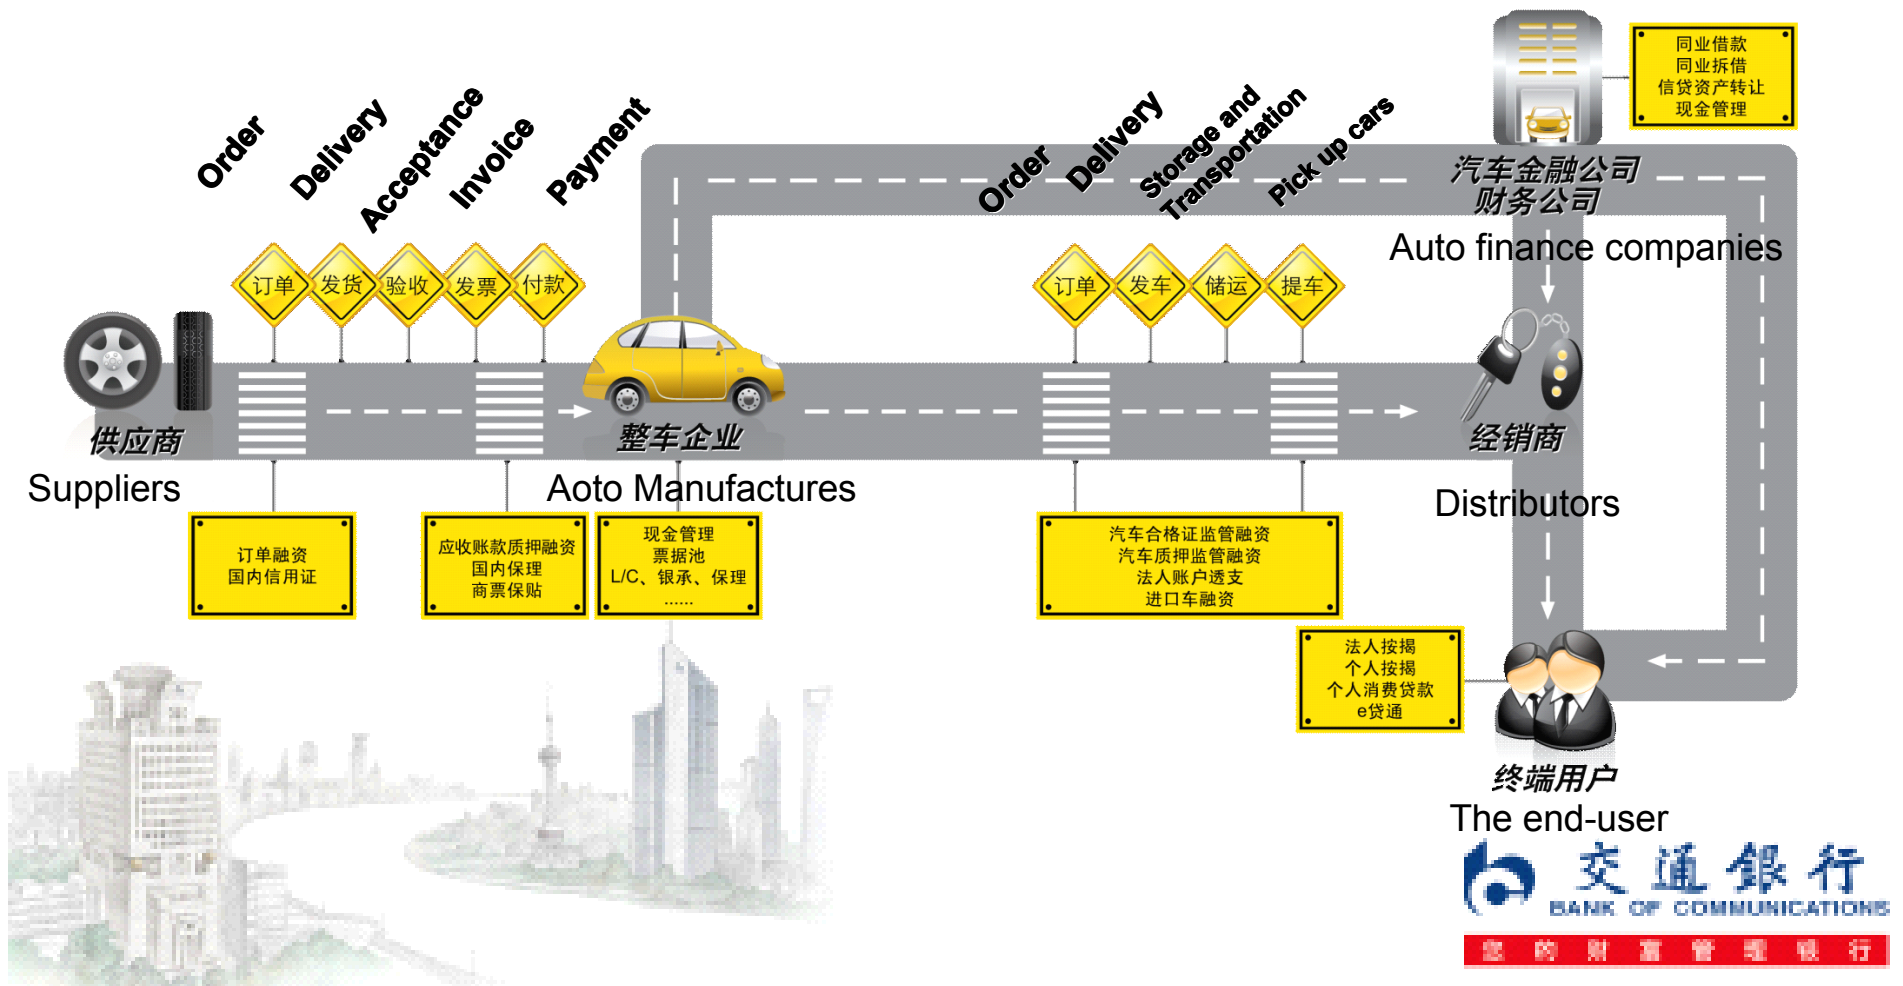 同业借款
同业拆借
信贷资产转让
现金管理
Order
Delivery
Acceptance
Invoice
Payment
Order
Delivery
Storage and
Transportation
Pick up cars
汽车金融公司
财务公司
Auto finance companies
订单
发货
验收
发票
付款
订单
发车
储运
提车
供应商
Suppliers
整车企业
Aoto Manufactures
经销商
Distributors
订单融资
国内信用证
应收账款质押融资
国内保理
商票保贴
现金管理
票据池
L/C、银承、保理
......
汽车合格证监管融资
汽车质押监管融资
法人账户透支
进口车融资
法人按揭
个人按揭
个人消费贷款
e贷通
终端用户
The end-user
交通銀行
BANK OF COMMUNICATIONS
您的财富管理银行